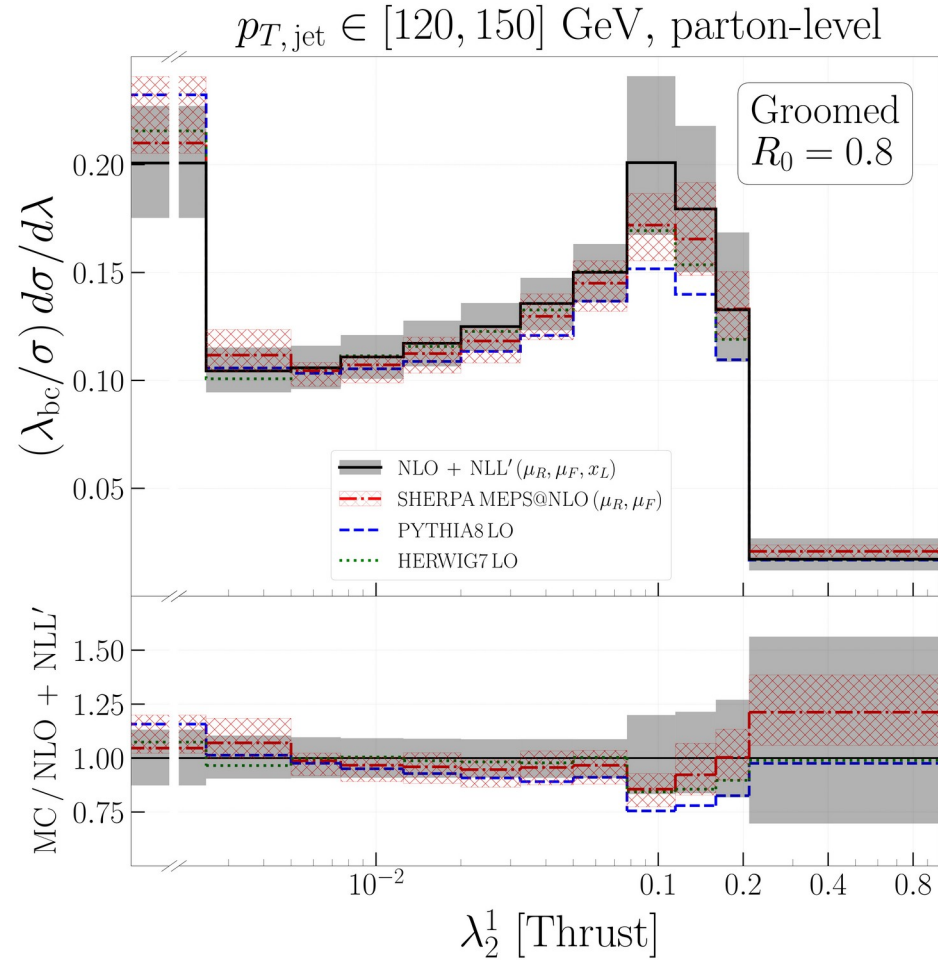 p_{T, jet} ∈ [120, 150] GeV, parton-level
Groomed
R_0 = 0.8
(λ_bc/σ) dσ/dλ
0.20
0.15
0.10
0.05
NLO + NLL′ (μ_R, μ_F, x_L)
SHERPA MEPS@NLO (μ_R, μ_F)
PYTHIA8 LO
HERWIG7 LO
MC / NLO + NLL′
1.50
1.25
1.00
0.75
10^{-2}
0.1
0.2
0.4
0.8
λ_2^1 [Thrust]